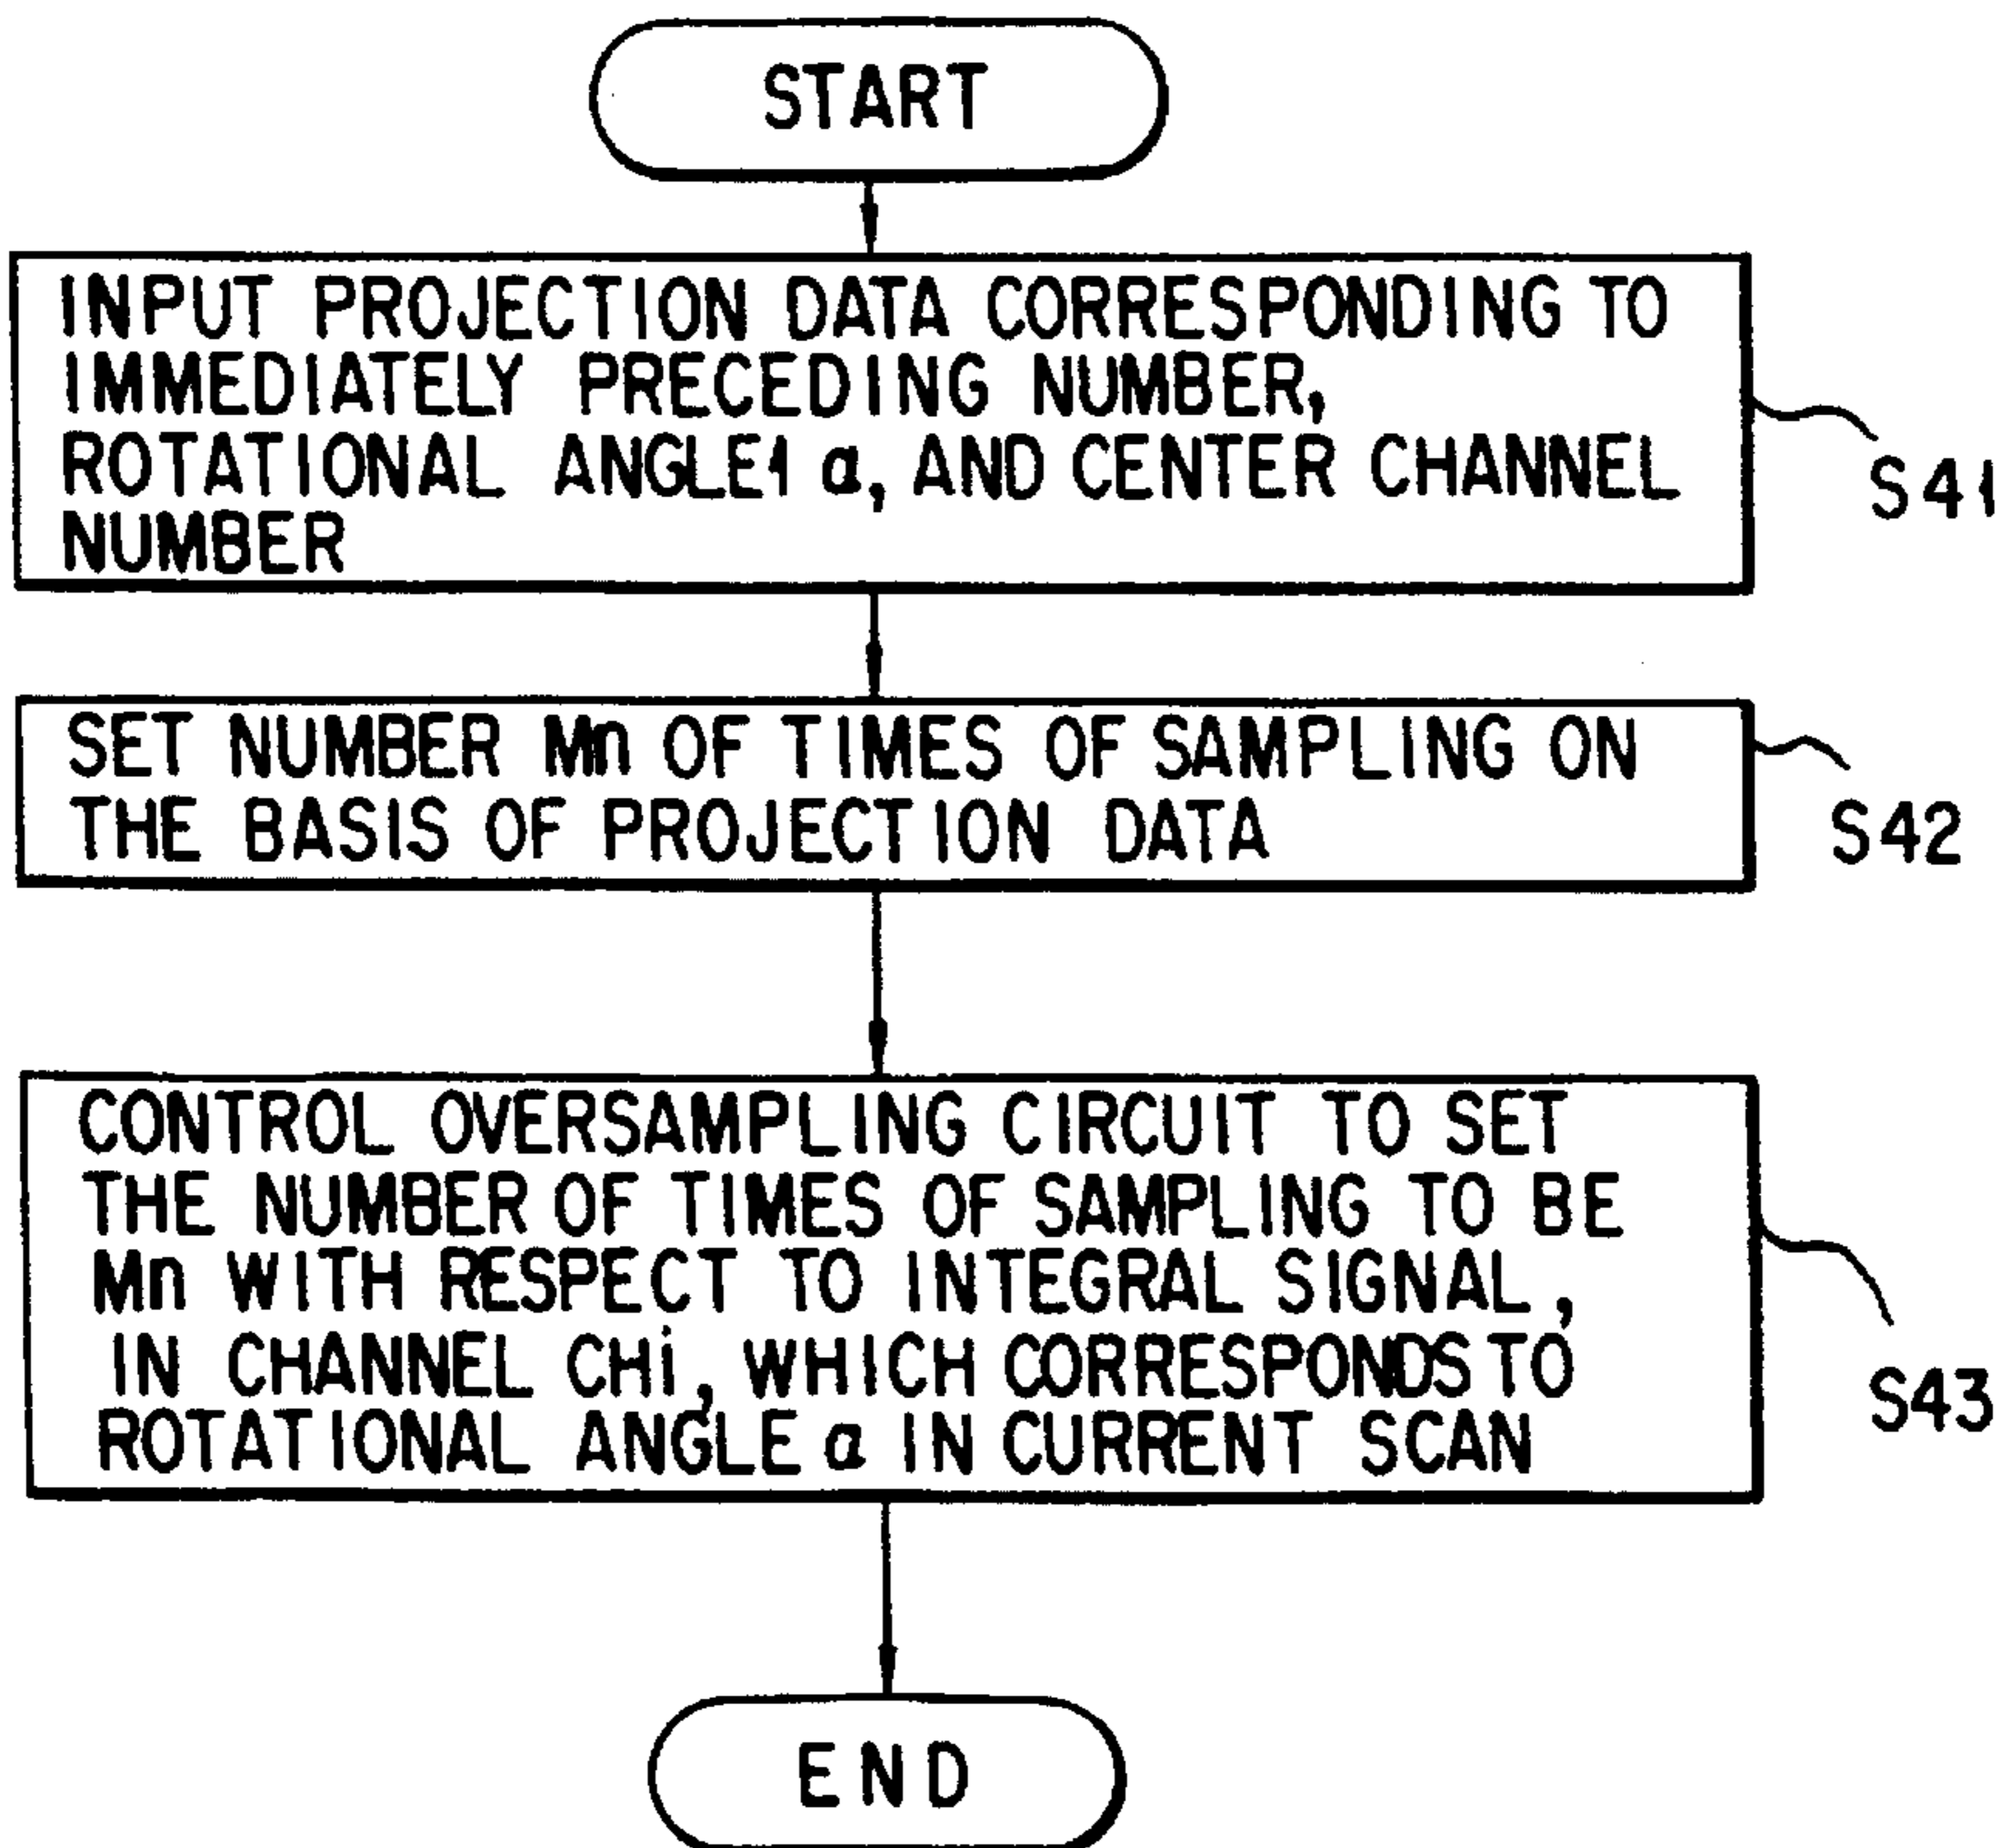 START
INPUT PROJECTION DATA CORRESPONDING TO
IMMEDIATELY PRECEDING NUMBER,
ROTATIONAL ANGLE1 α, AND CENTER CHANNEL
NUMBER
S41
SET NUMBER Mn OF TIMES OF SAMPLING ON
THE BASIS OF PROJECTION DATA
S42
CONTROL OVERSAMPLING CIRCUIT TO SET
THE NUMBER OF TIMES OF SAMPLING TO BE
Mn WITH RESPECT TO INTEGRAL SIGNAL,
IN CHANNEL CHi, WHICH CORRESPONDS TO
ROTATIONAL ANGLE α IN CURRENT SCAN
S43
END